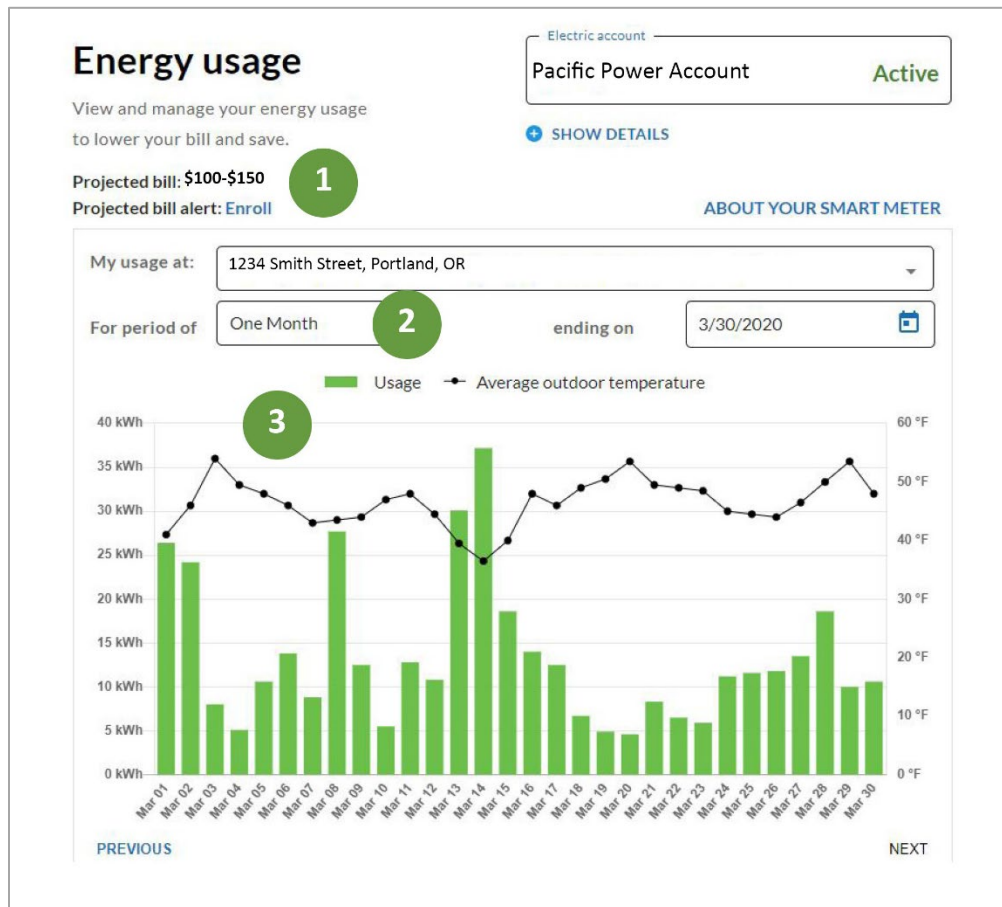 Energy usage
View and manage your energy usage
to lower your bill and save.
Electric account
Pacific Power Account Active
SHOW DETAILS
Projected bill: $100-$150
Projected bill alert: Enroll
1
ABOUT YOUR SMART METER
My usage at: 1234 Smith Street, Portland, OR
For period of One Month 2 ending on 3/30/2020
Usage Average outdoor temperature
3
40 kWh
35 kWh
30 kWh
25 kWh
20 kWh
15 kWh
10 kWh
5 kWh
0 kWh
60 °F
50 °F
40 °F
30 °F
20 °F
10 °F
0 °F
Mar 01
Mar 02
Mar 03
Mar 04
Mar 05
Mar 06
Mar 07
Mar 08
Mar 09
Mar 10
Mar 11
Mar 12
Mar 13
Mar 14
Mar 15
Mar 16
Mar 17
Mar 18
Mar 19
Mar 20
Mar 21
Mar 22
Mar 23
Mar 24
Mar 25
Mar 26
Mar 27
Mar 28
Mar 29
Mar 30
PREVIOUS NEXT